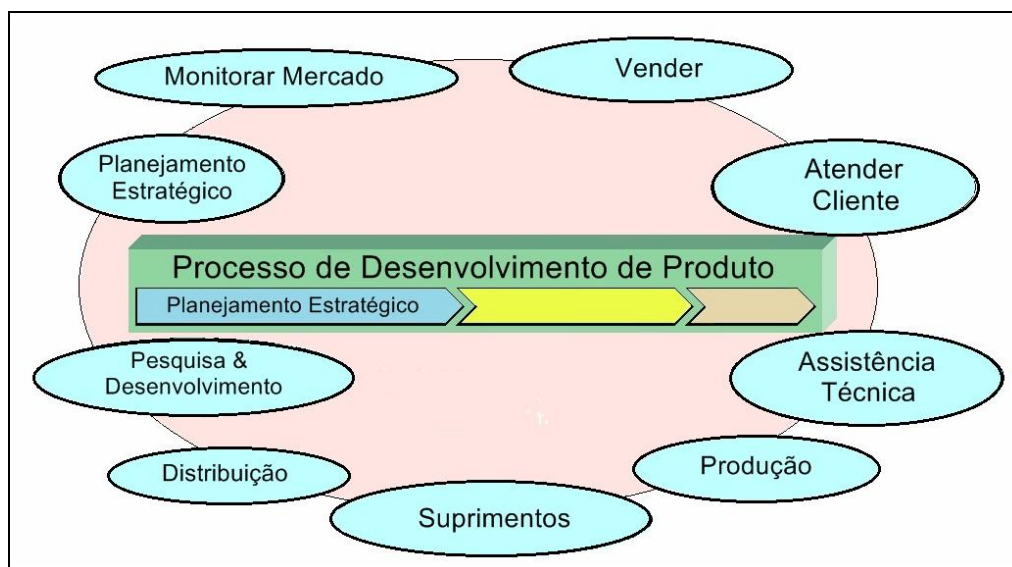 Monitorar Mercado
Vender
Planejamento
Estratégico
Atender
Cliente
Processo de Desenvolvimento de Produto
Planejamento Estratégico
Pesquisa &
Desenvolvimento
Assistência
Técnica
Distribuição
Produção
Suprimentos